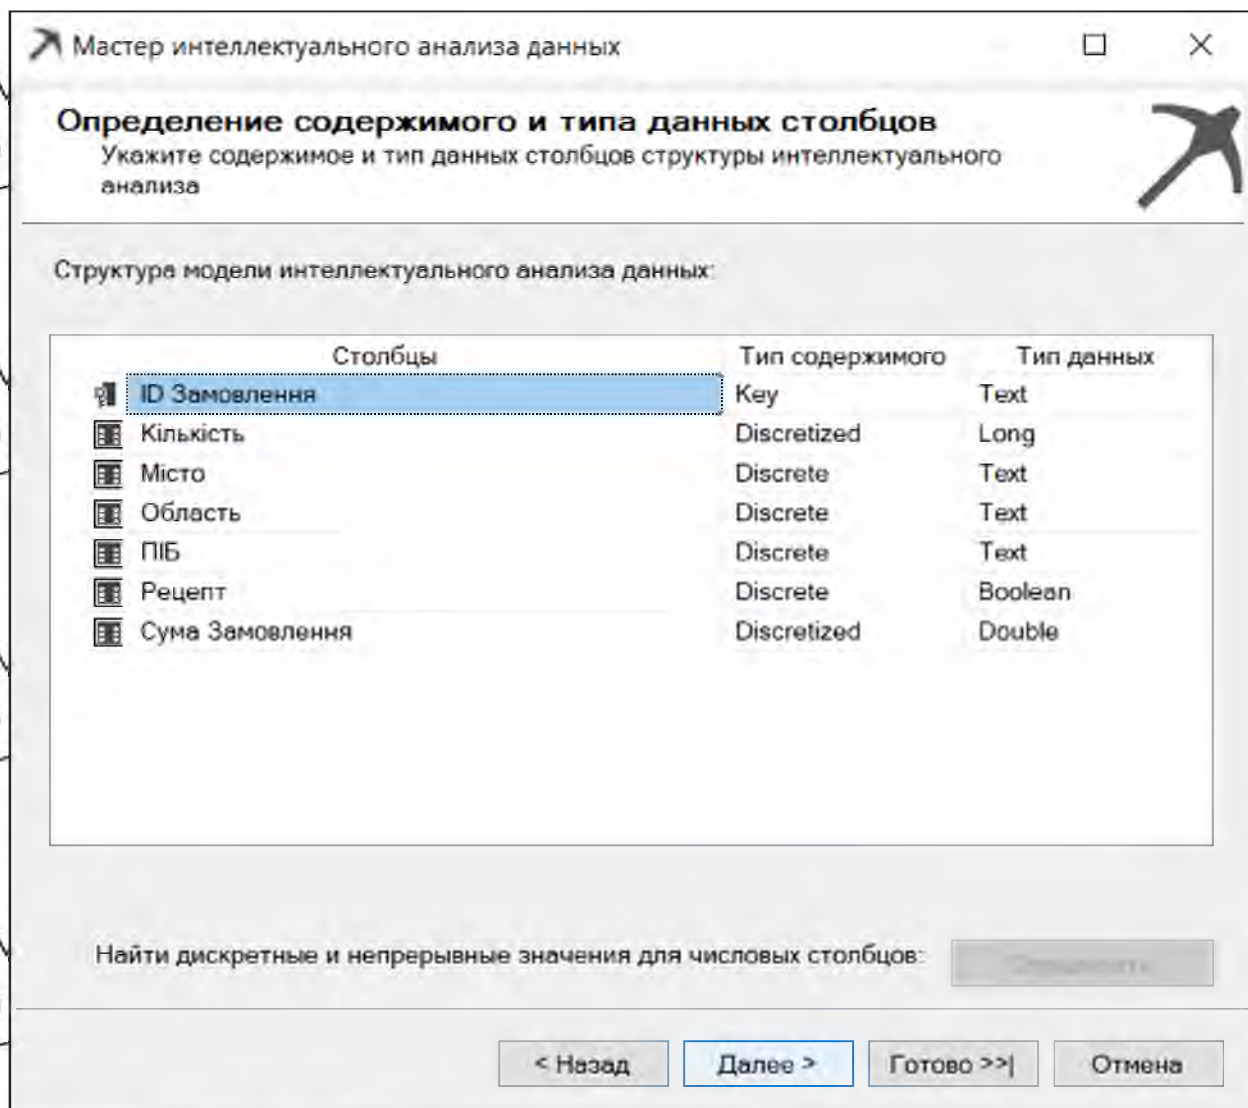 Мастер интеллектуального анализа данных
Определение содержимого и типа данных столбцов
Укажите содержимое и тип данных столбцов структуры интеллектуального
анализа
Структура модели интеллектуального анализа данных:
Столбцы Тип содержимого Тип данных
ID Замовлення Key Text
Кількість Discretized Long
Місто Discrete Text
Область Discrete Text
ПІБ Discrete Text
Рецепт Discrete Boolean
Сума Замовлення Discretized Double
Найти дискретные и непрерывные значения для числовых столбцов:
< Назад Далее > Готово >>| Отмена